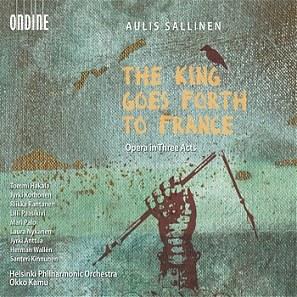 ONDINE
AULIS SALLINEN
THE KING
GOES FORTH
TO FRANCE
Opera in Three Acts
Tommi Hakala
Jyrki Korhonen
Riikka Rantanen
Lilli Paasikivi
Mari Palo
Laura Nykänen
Jyrki Anttila
Herman Wallén
Santeri Kinnunen
Helsinki Philharmonic Orchestra
Okko Kamu